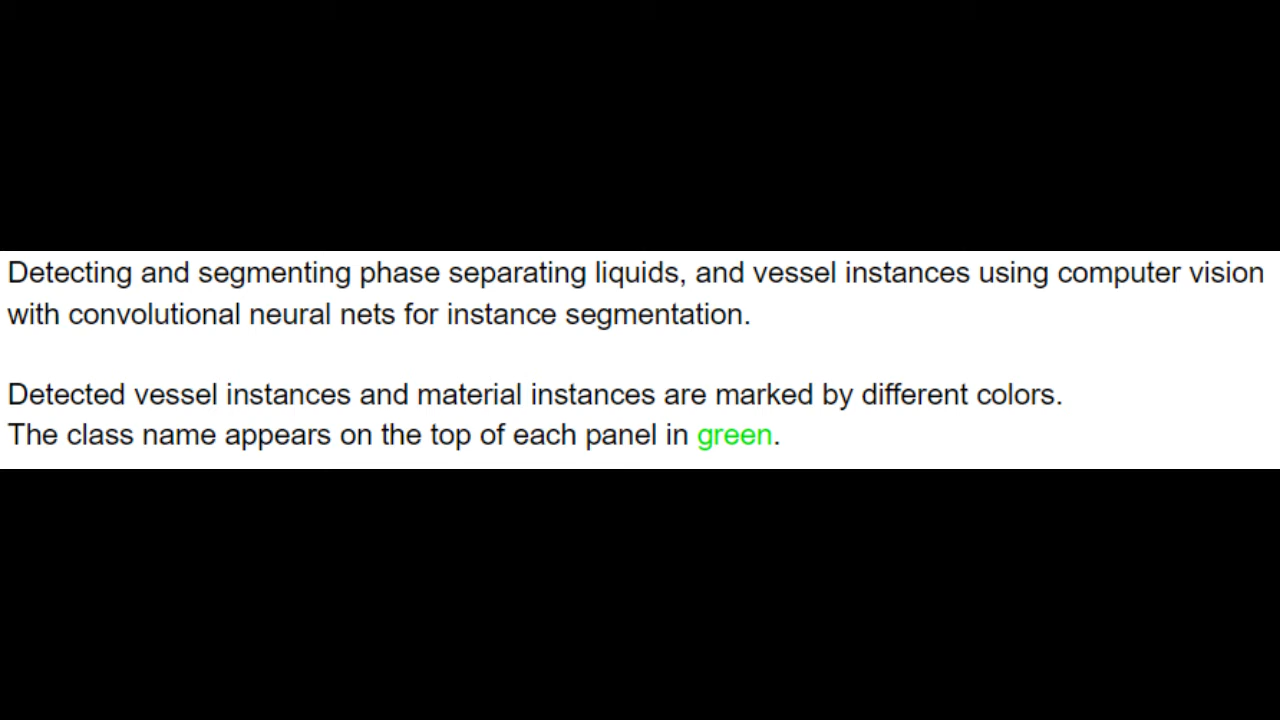 Detecting and segmenting phase separating liquids, and vessel instances using computer vision
with convolutional neural nets for instance segmentation.
Detected vessel instances and material instances are marked by different colors.
The class name appears on the top of each panel in green.